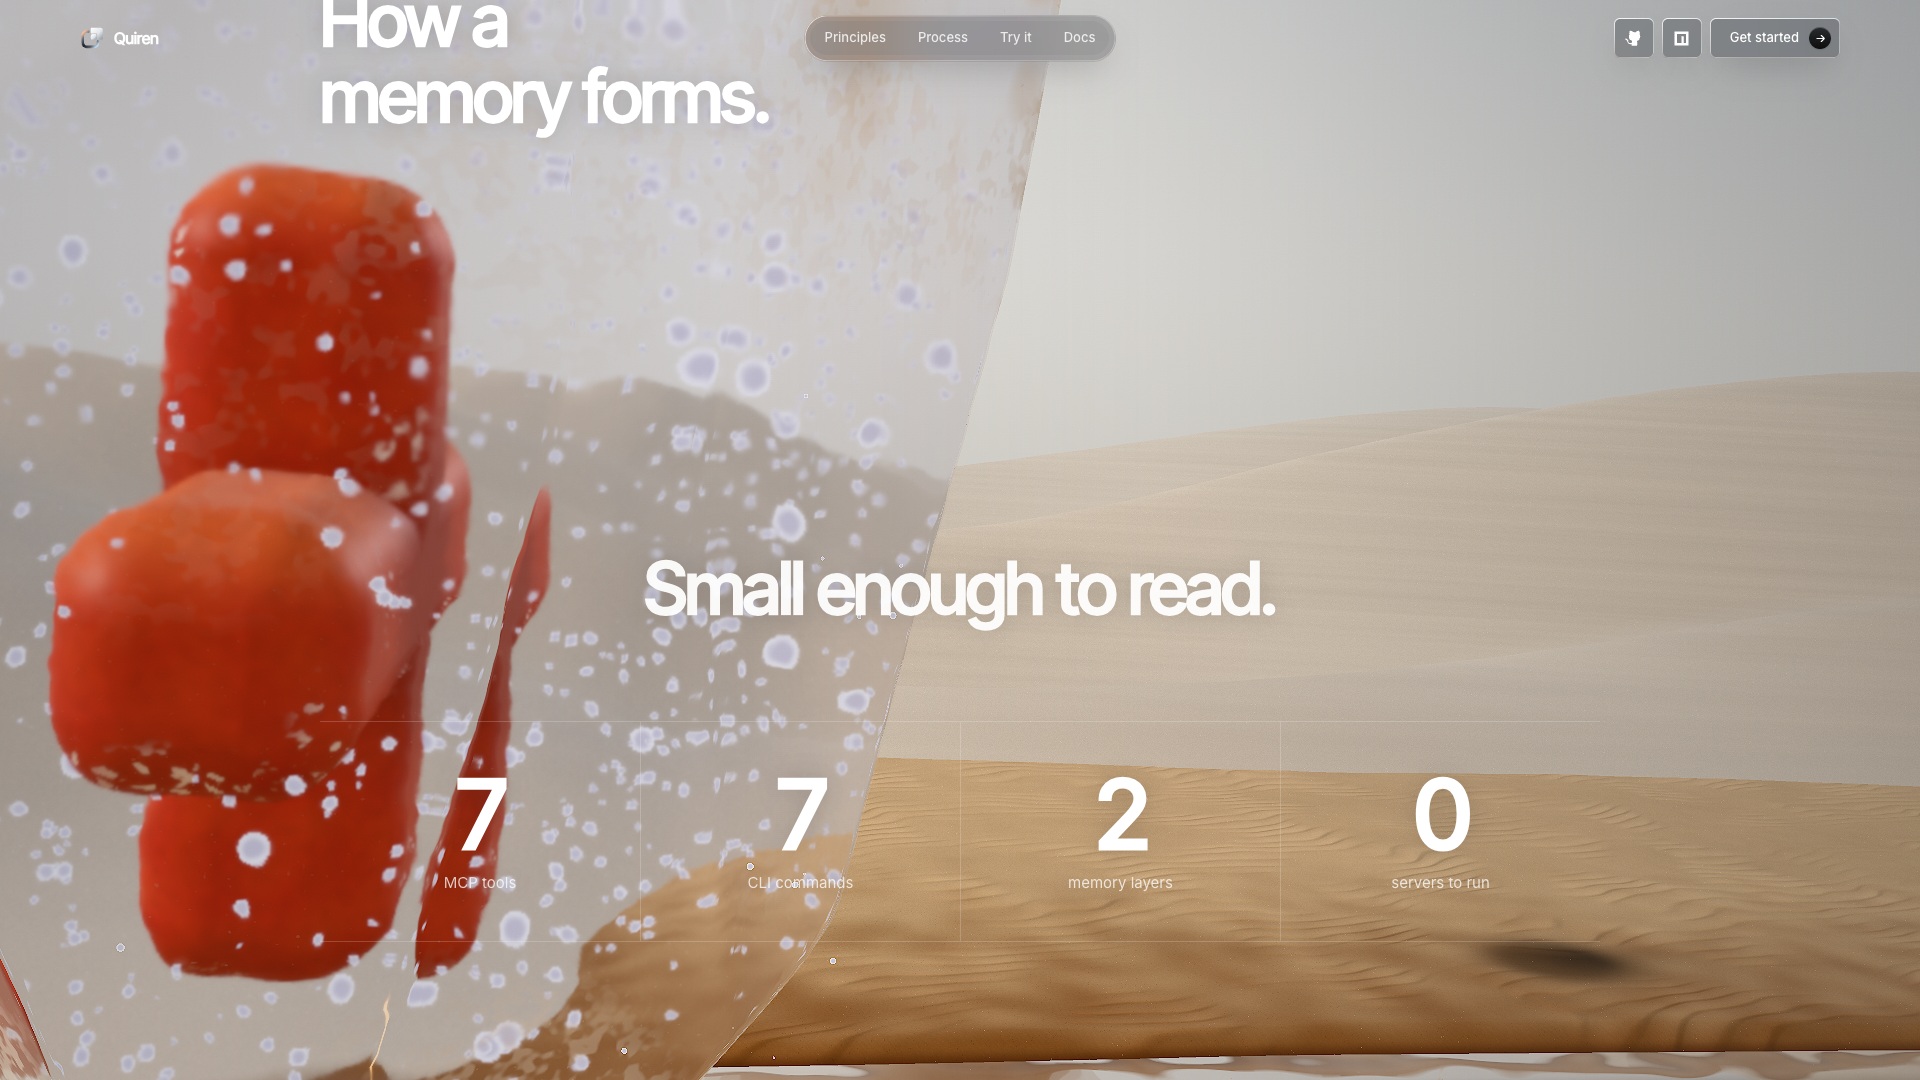 Quiren
Principles
Process
Try it
Docs
Get started
How a
memory forms.
Small enough to read.
7
MCP tools
7
CLI commands
2
memory layers
0
servers to run